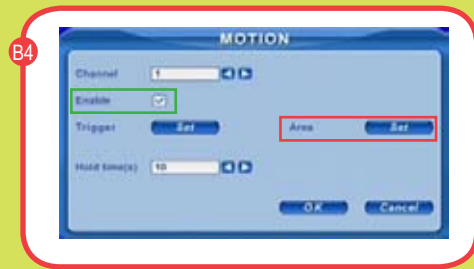 B4
MOTION
Channel 1
Enable
Trigger Set Area Set
Hold time(s) 10
OK Cancel